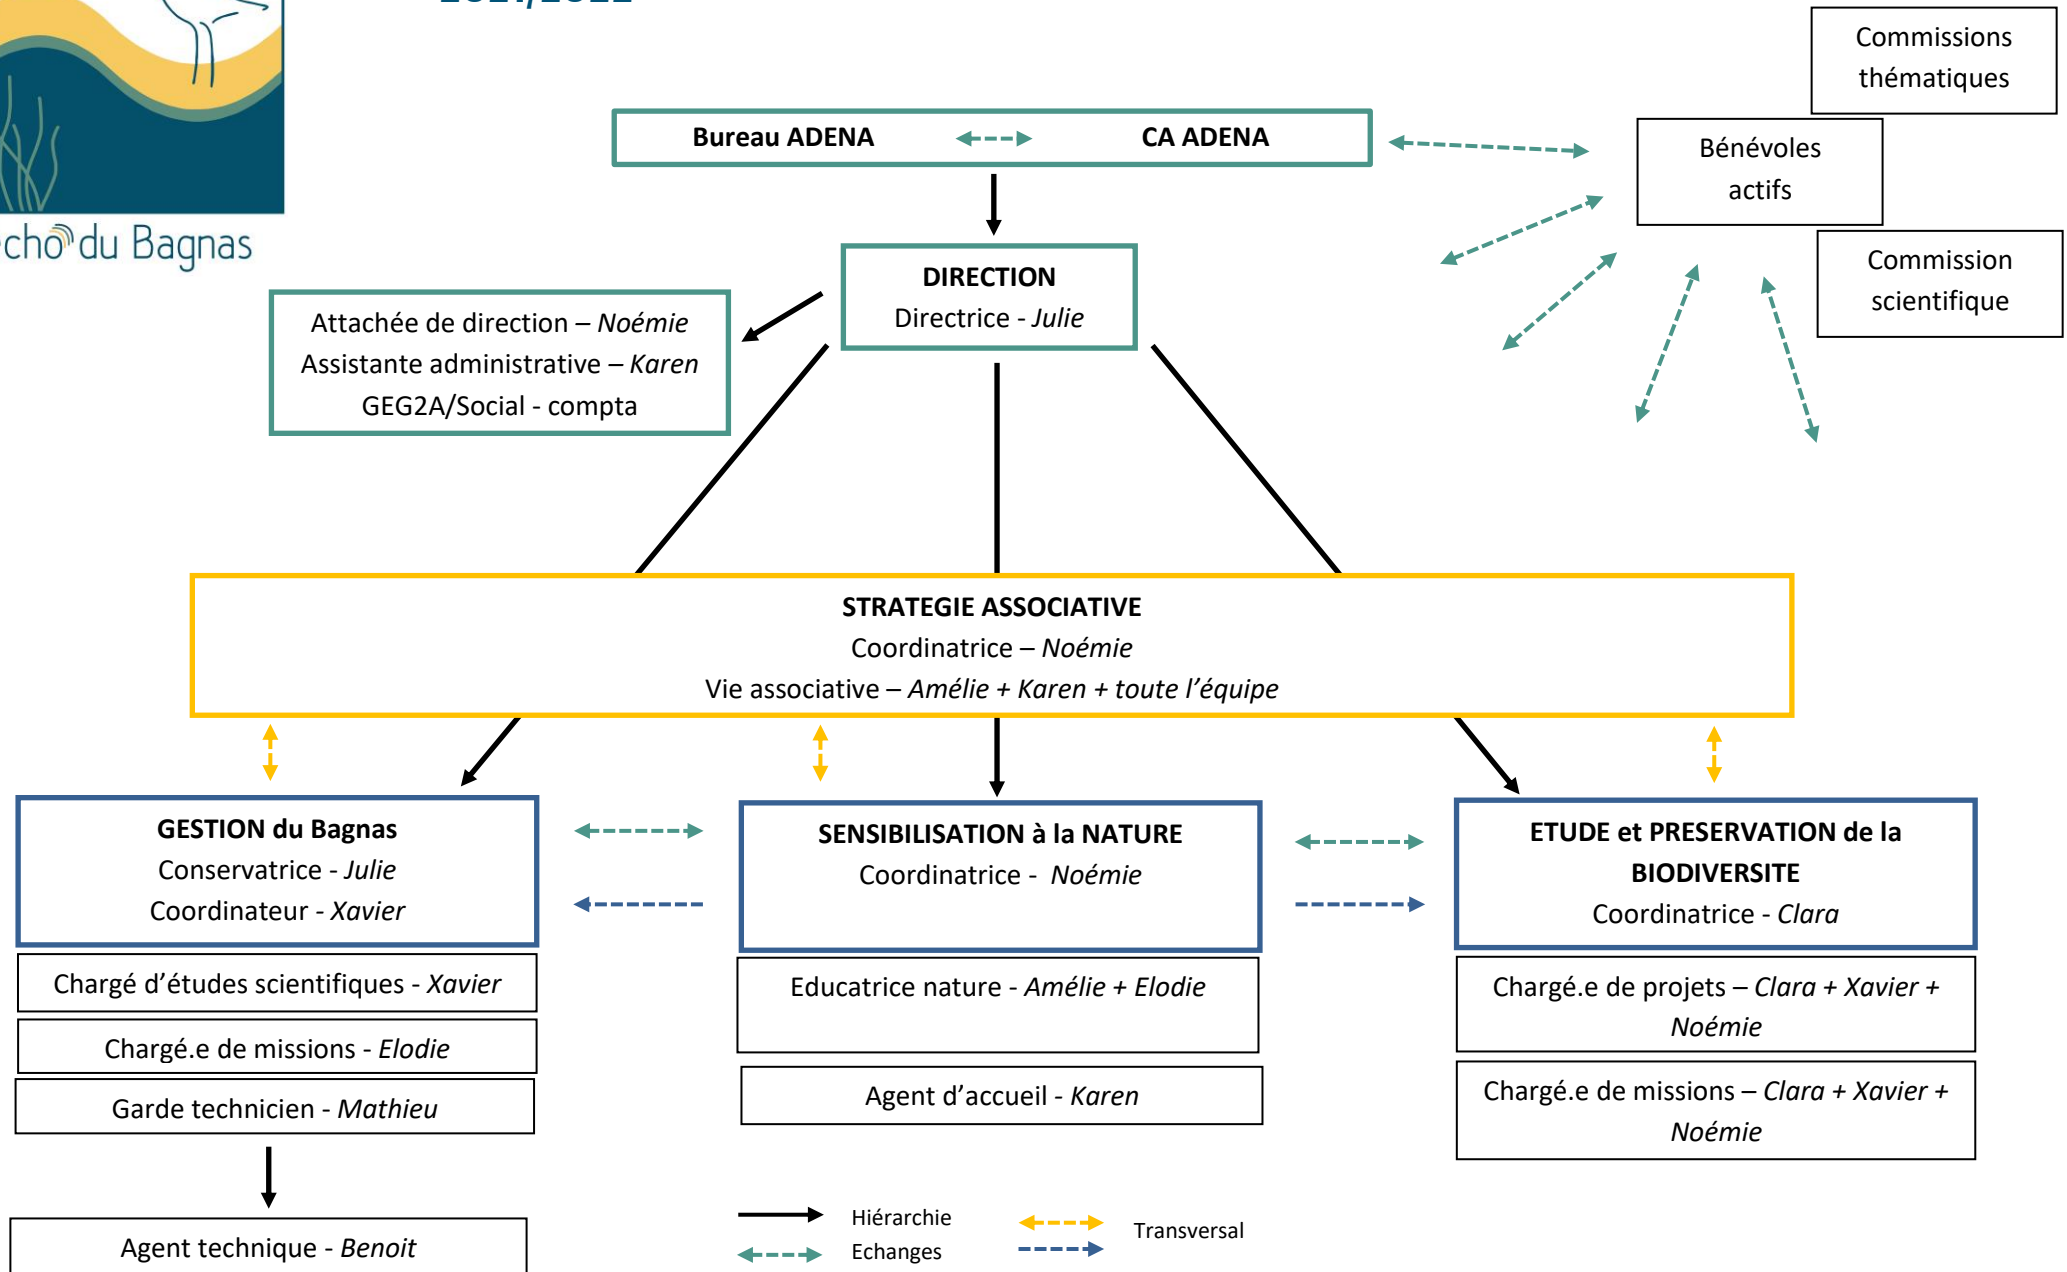 Commissions
thématiques
Bureau ADENA
CA ADENA
Bénévoles
actifs
du Bagnas
DIRECTION
Directrice - Julie
Commission
scientifique
Attachée de direction – Noémie
Assistante administrative – Karen
GEG2A/Social - compta
STRATEGIE ASSOCIATIVE
Coordinatrice – Noémie
Vie associative – Amélie + Karen + toute l’équipe
GESTION du Bagnas
Conservatrice - Julie
Coordinateur - Xavier
SENSIBILISATION à la NATURE
Coordinatrice - Noémie
ETUDE et PRESERVATION de la
BIODIVERSITE
Coordinatrice - Clara
Chargé d’études scientifiques - Xavier
Chargé.e de missions - Elodie
Garde technicien - Mathieu
Agent technique - Benoit
Educatrice nature - Amélie + Elodie
Agent d’accueil - Karen
Chargé.e de projets – Clara + Xavier +
Noémie
Chargé.e de missions – Clara + Xavier +
Noémie
Hiérarchie
Echanges
Transversal